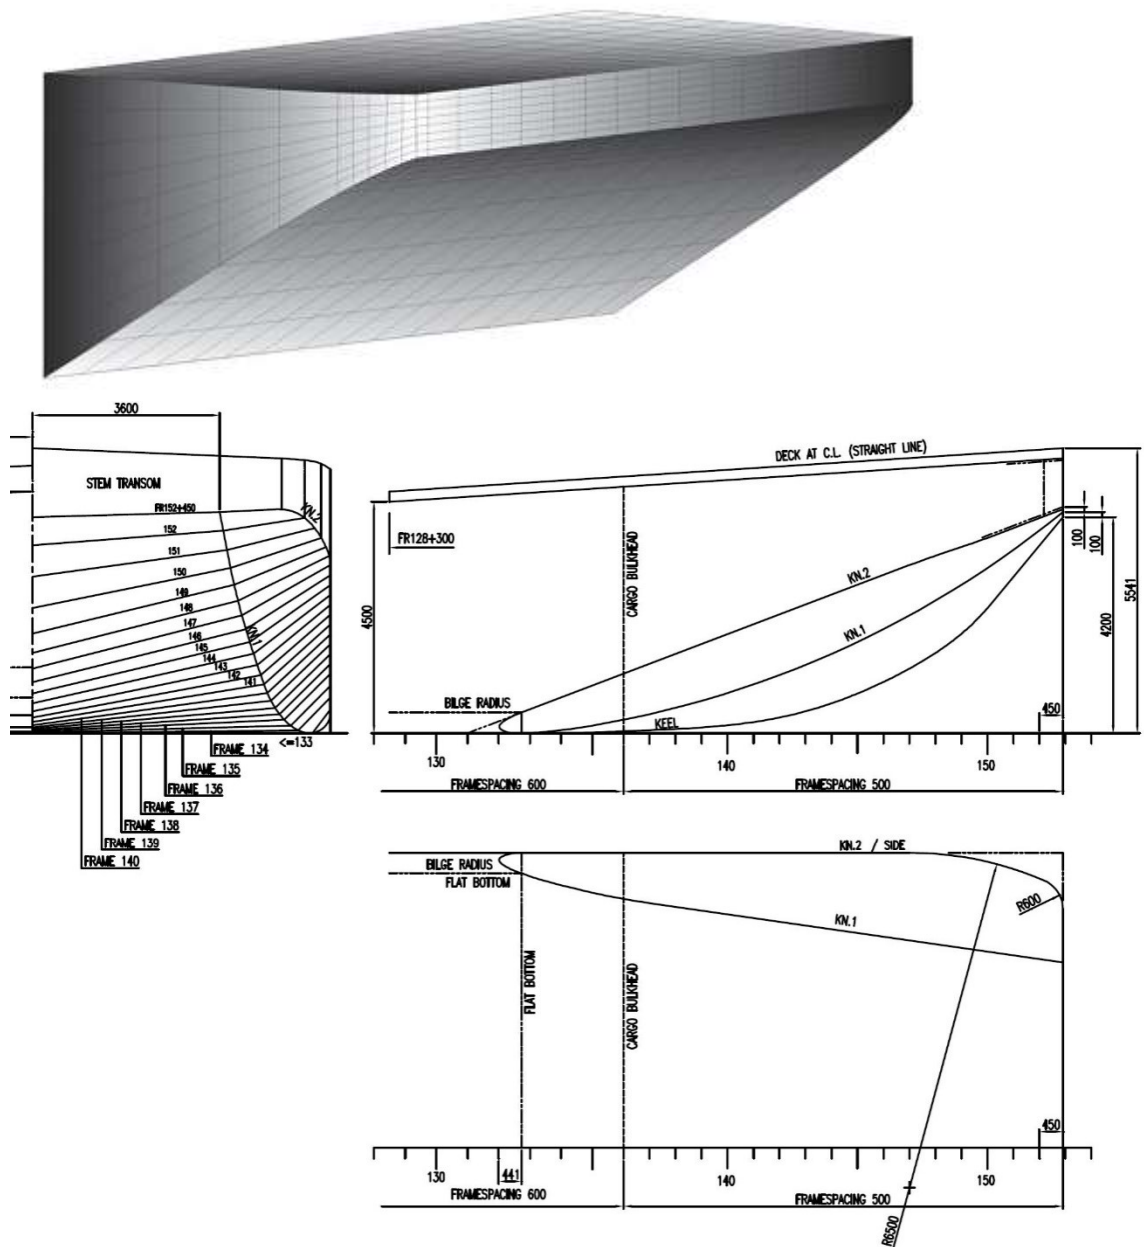 3600
STEM TRANSOM
FR152+450
KN.2
152
151
150
149
148
147
146
145
144
143
142
141
KN.1
<=133
FRAME 134
FRAME 135
FRAME 136
FRAME 137
FRAME 138
FRAME 139
FRAME 140
DECK AT C.L. (STRAIGHT LINE)
FR128+300
4500
CARGO BULKHEAD
KN.2
KN.1
KEEL
BILGE RADIUS
100
100
4200
5541
450
130
140
150
FRAMESPACING 600
FRAMESPACING 500
KN.2 / SIDE
BILGE RADIUS
FLAT BOTTOM
R600
KN.1
FLAT BOTTOM
CARGO BULKHEAD
450
130
441
140
150
FRAMESPACING 600
FRAMESPACING 500
R6500